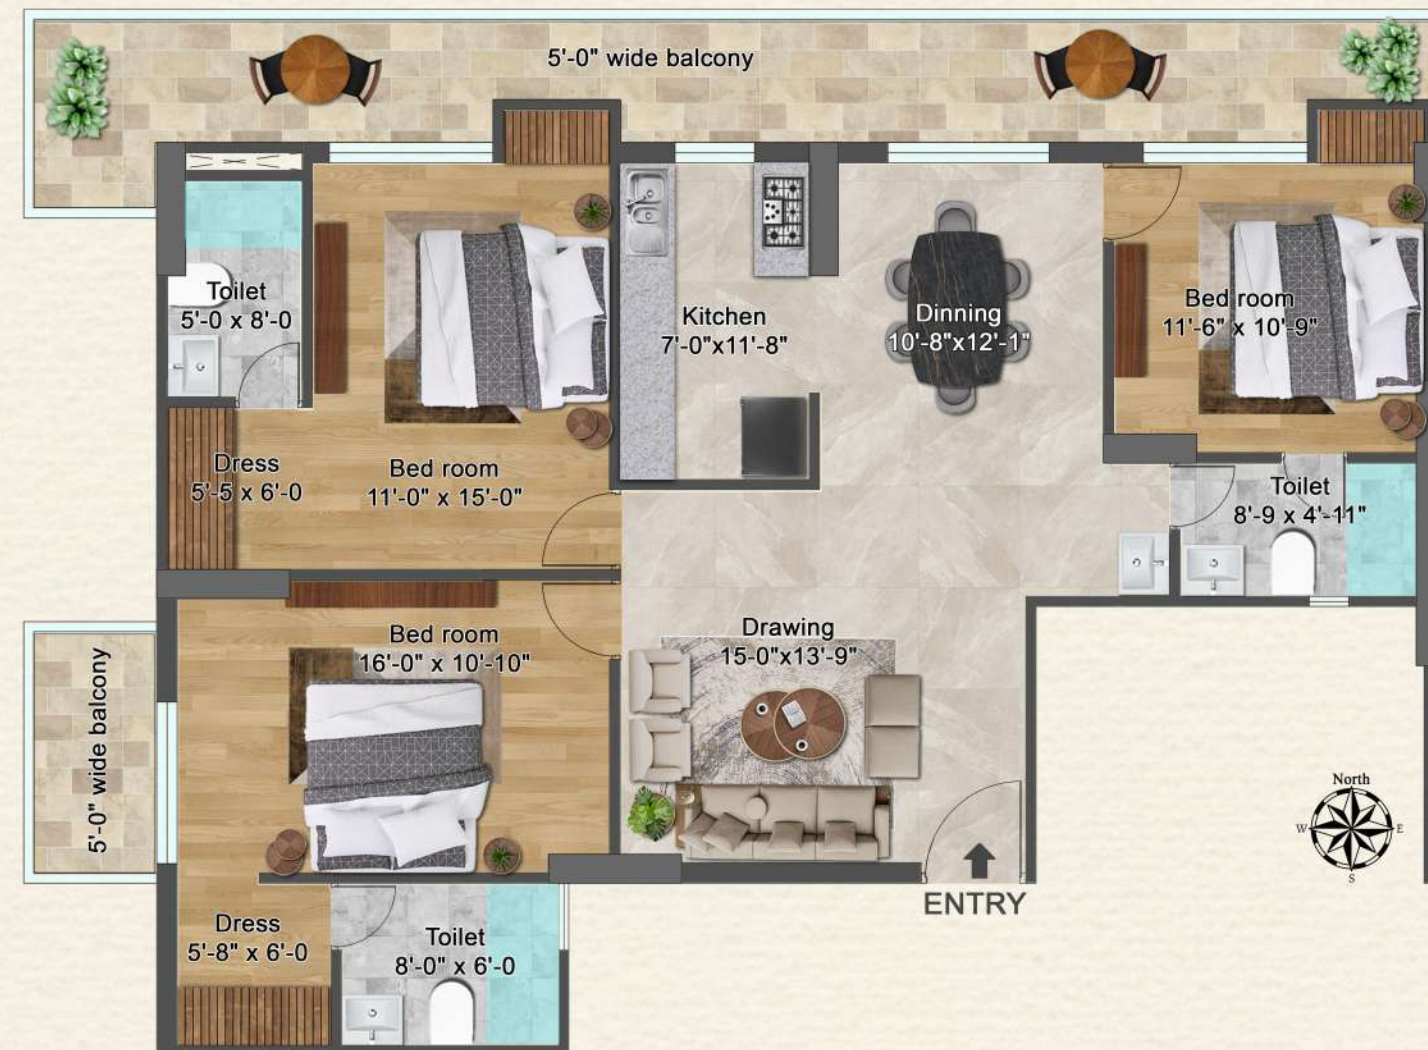 5'-0" wide balcony
Toilet
5'-0 x 8'-0
Kitchen
7'-0"x11'-8"
Dinning
10'-8"x12'-1"
Bed room
11'-6" x 10'-9"
Dress
5'-5 x 6'-0
Bed room
11'-0" x 15'-0"
Toilet
8'-9 x 4'-11"
Bed room
16'-0" x 10'-10"
Drawing
15-0"x13'-9"
5'-0" wide balcony
North
W
E
S
ENTRY
Dress
5'-8" x 6'-0
Toilet
8'-0" x 6'-0